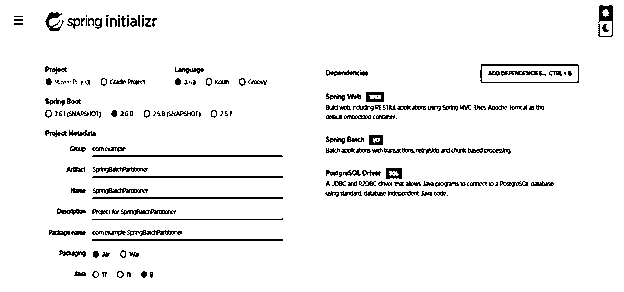 spring initializr
Project
Maven Project Gradle Project
Language
Java Kotlin Groovy
Spring Boot
2.6.1 (SNAPSHOT) 2.6.0 2.5.8 (SNAPSHOT) 2.5.7
Project Metadata
Group com.example
Artifact SpringBatchPartitioner
Name SpringBatchPartitioner
Description Project for SpringBatchPartitioner
Package name com.example.SpringBatchPartitioner
Packaging Jar War
Java 17 11 8
Dependencies
ADD DEPENDENCIES... CTRL + B
Spring Web WEB
Build web, including RESTful, applications using Spring MVC. Uses Apache Tomcat as the
default embedded container.
Spring Batch I/O
Batch applications with transactions, retry/skip and chunk based processing.
PostgreSQL Driver SQL
A JDBC and R2DBC driver that allows Java programs to connect to a PostgreSQL database
using standard, database independent Java code.